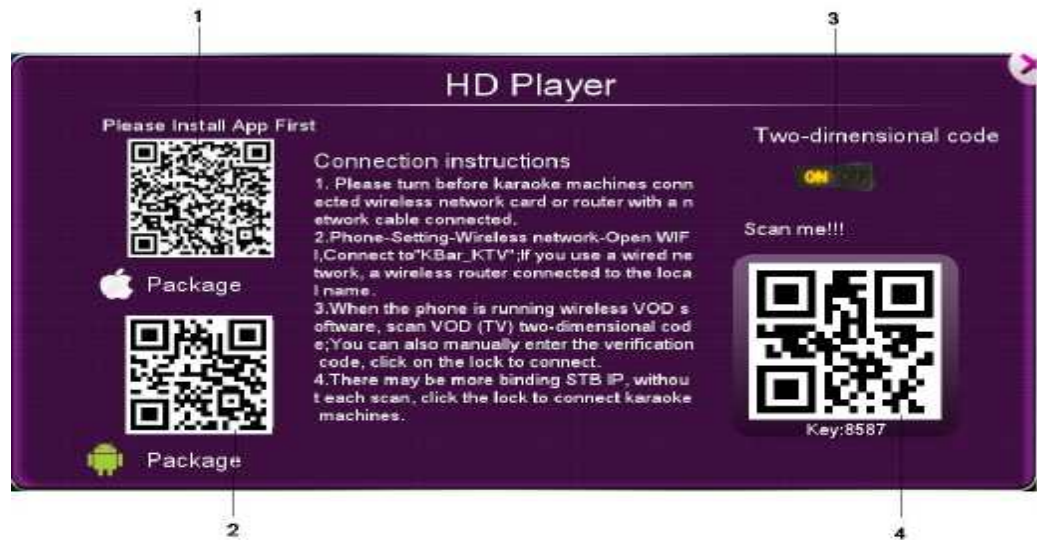 1
3
HD Player
Please Install App First
Two-dimensional code
ON
Connection instructions
1. Please turn before karaoke machines conn
ected wireless network card or router with a n
etwork cable connected.
2.Phone-Setting-Wireless network-Open WIF
I,Connect to"KBar_KTV";If you use a wired ne
twork, a wireless router connected to the loca
l name.
3.When the phone is running wireless VOD s
oftware, scan VOD (TV) two-dimensional cod
e;You can also manually enter the verification
code, click on the lock to connect.
4.There may be more binding STB IP, withou
t each scan, click the lock to connect karaoke
machines.
Package
Package
Scan me!!!
Key:8587
2
4